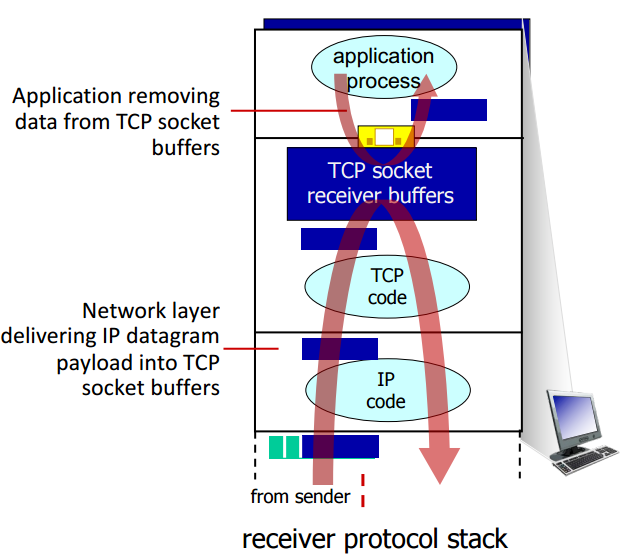 application
process
Application removing
data from TCP socket
buffers
TCP socket
receiver buffers
TCP
code
Network layer
delivering IP datagram
payload into TCP
socket buffers
IP
code
from sender
receiver protocol stack